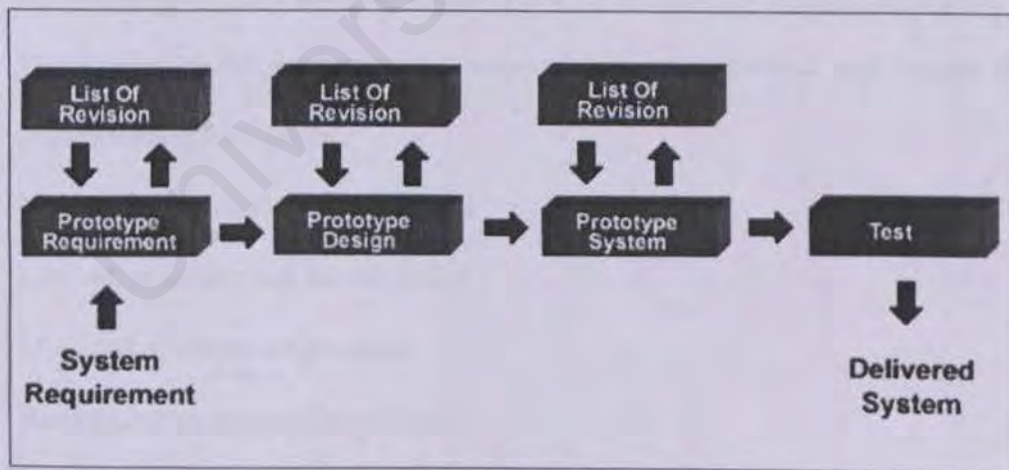 List Of
Revision
List Of
Revision
List Of
Revision
Prototype
Requirement
Prototype
Design
Prototype
System
Test
System
Requirement
Delivered
System
Univers